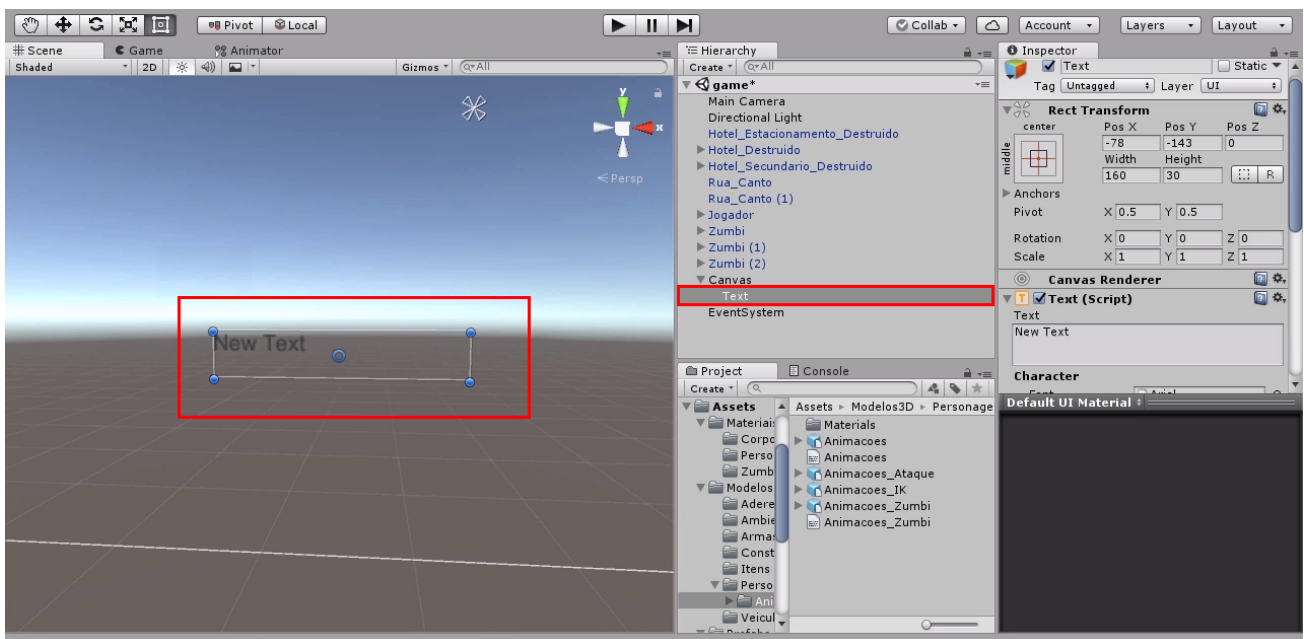 Pivot Local Collab Account Layers Layout
Scene Game Animator
Shaded 2D Gizmos All
y
x
Persp
New Text
Hierarchy
Create All
game*
Main Camera
Directional Light
Hotel_Estacionamento_Destruido
Hotel_Destruido
Hotel_Secundario_Destruido
Rua_Canto
Rua_Canto (1)
Jogador
Zumbi
Zumbi (1)
Zumbi (2)
Canvas
Text
EventSystem
Project Console
Create
Assets
Materiais
Corpo
Perso
Zumb
Modelos
Adere
Ambie
Armas
Const
Itens
Perso
Ani
Veicul
Prefabs
Assets Modelos3D Personage
Materials
Animacoes
Animacoes
Animacoes_Ataque
Animacoes_IK
Animacoes_Zumbi
Animacoes_Zumbi
Inspector
Text Static
Tag Untagged Layer UI
Rect Transform
center Pos X Pos Y Pos Z
middle
-78 -143 0
Width Height
160 30 R
Anchors
Pivot X 0.5 Y 0.5
Rotation X 0 Y 0 Z 0
Scale X 1 Y 1 Z 1
Canvas Renderer
T Text (Script)
Text
New Text
Character
Font Arial
Default UI Material